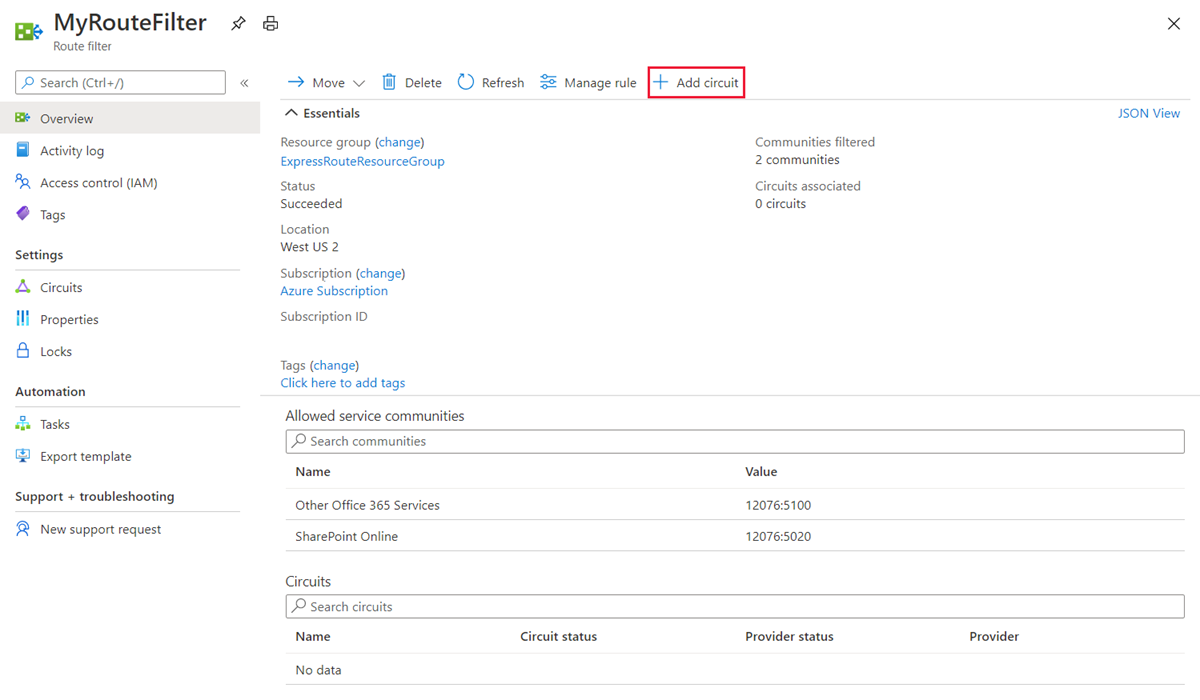 MyRouteFilter
Route filter
Search (Ctrl+/)
«
Overview
Activity log
Access control (IAM)
Tags
Settings
Circuits
Properties
Locks
Automation
Tasks
Export template
Support + troubleshooting
New support request
Move Delete Refresh Manage rule Add circuit
Essentials JSON View
Resource group (change)
ExpressRouteResourceGroup
Status
Succeeded
Location
West US 2
Subscription (change)
Azure Subscription
Subscription ID
Tags (change)
Click here to add tags
Communities filtered
2 communities
Circuits associated
0 circuits
Allowed service communities
Search communities
Name Value
Other Office 365 Services 12076:5100
SharePoint Online 12076:5020
Circuits
Search circuits
Name Circuit status Provider status Provider
No data